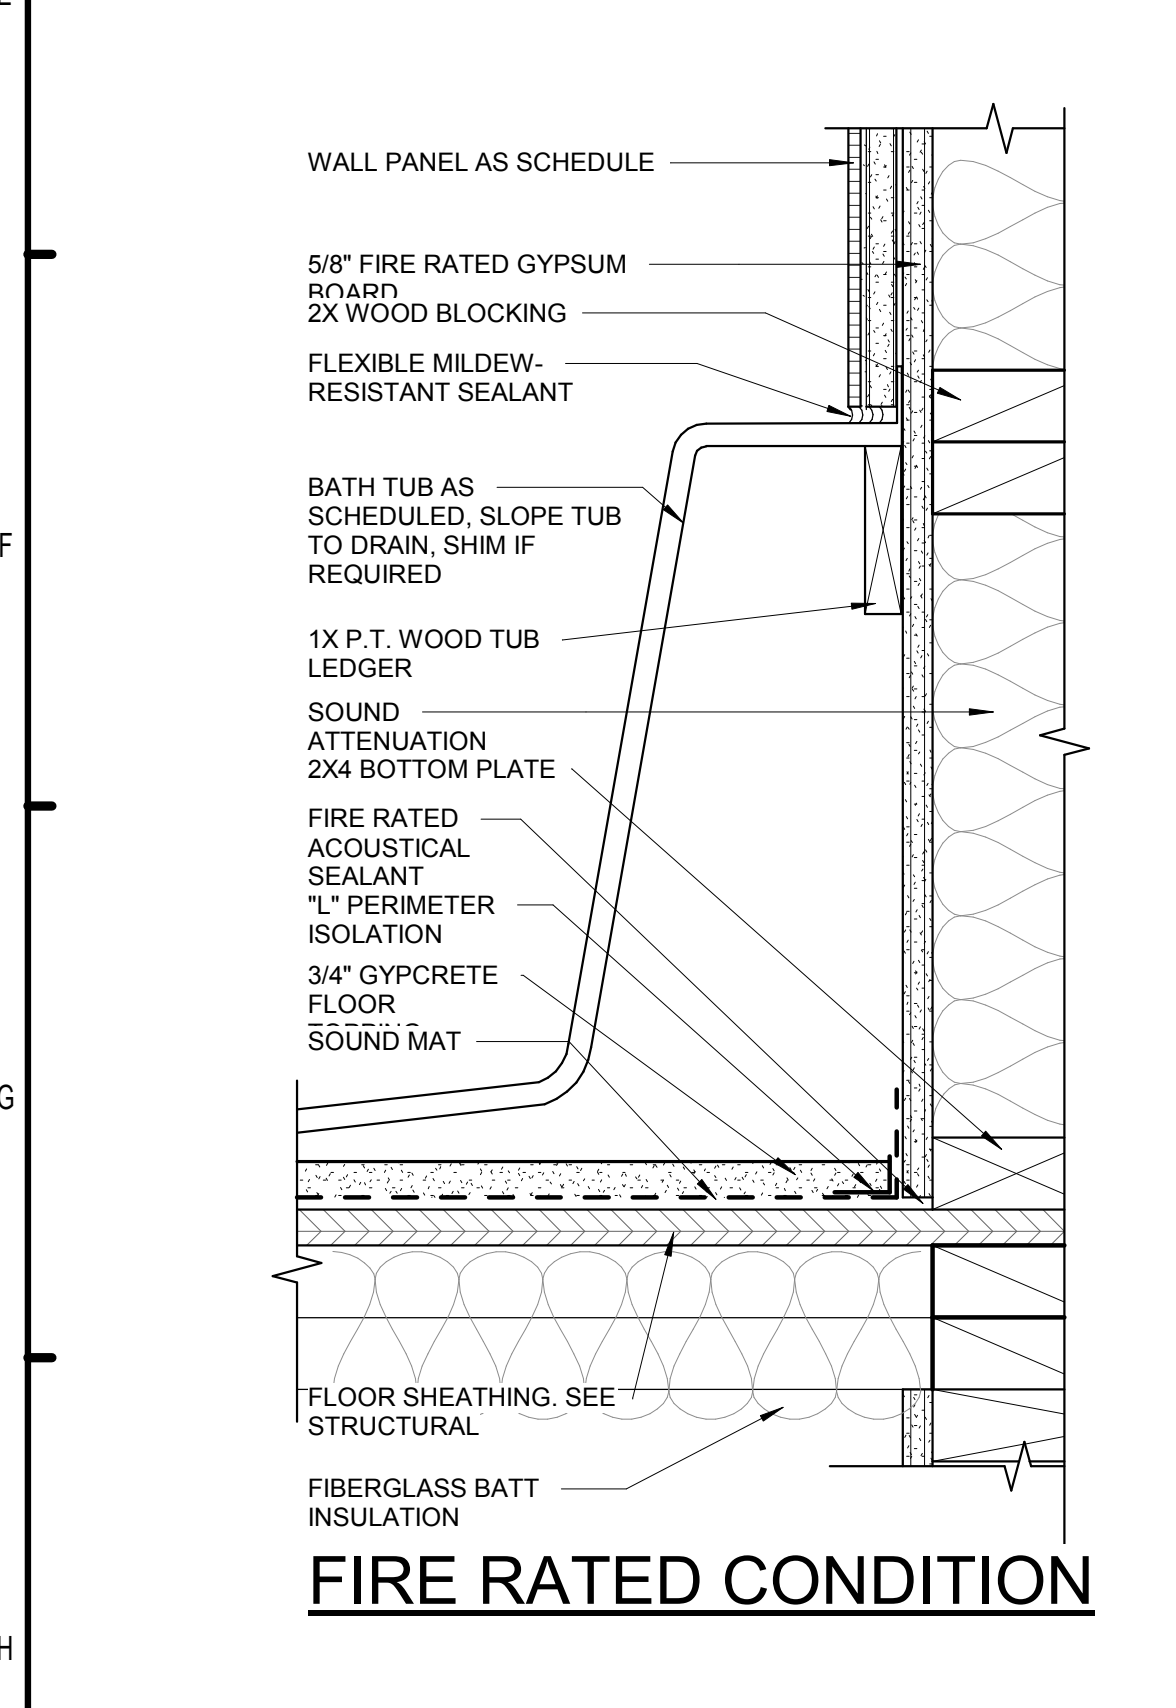 WALL PANEL AS SCHEDULE
5/8" FIRE RATED GYPSUM
BOARD
2X WOOD BLOCKING
FLEXIBLE MILDEW-
RESISTANT SEALANT
BATH TUB AS
SCHEDULED, SLOPE TUB
TO DRAIN, SHIM IF
REQUIRED
F
1X P.T. WOOD TUB
LEDGER
SOUND
ATTENUATION
2X4 BOTTOM PLATE
FIRE RATED
ACOUSTICAL
SEALANT
"L" PERIMETER
ISOLATION
3/4" GYPCRETE
FLOOR
TOPPING
SOUND MAT
G
FLOOR SHEATHING. SEE
STRUCTURAL
FIBERGLASS BATT
INSULATION
FIRE RATED CONDITION
H